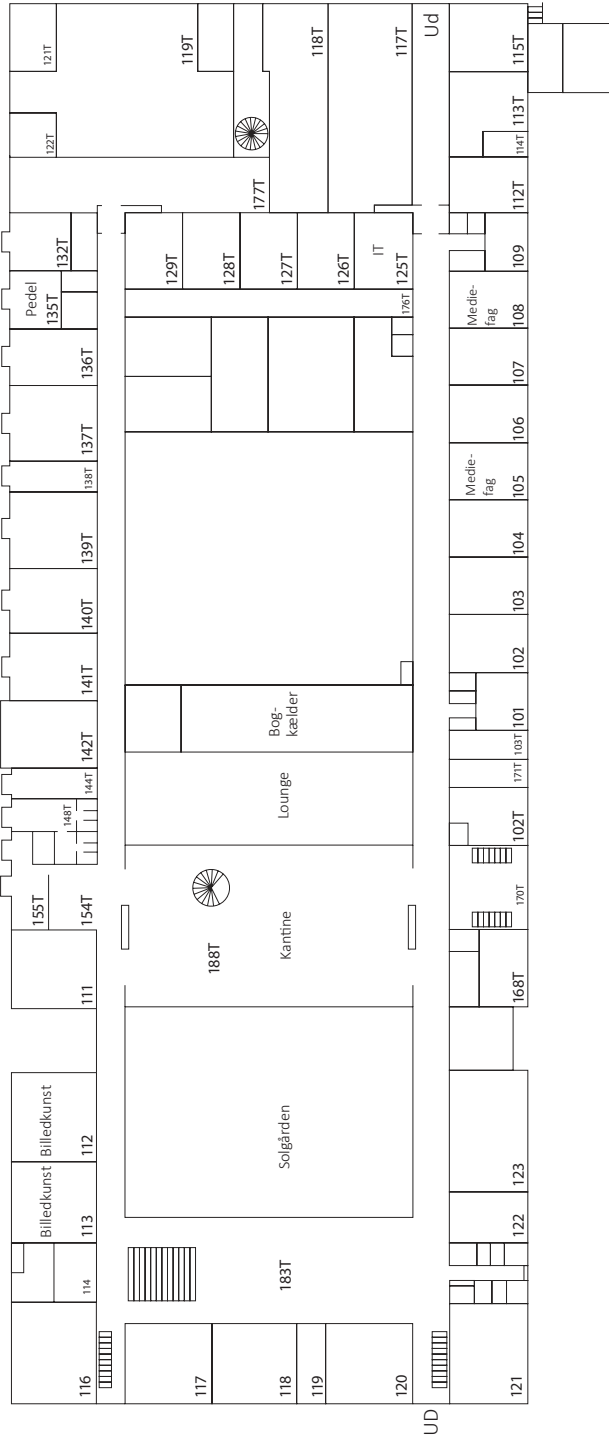 121T
119T
118T
117T
Ud
115T
122T
113T
114T
177T
112T
132T
129T
128T
127T
126T
IT
125T
109
Pedel
135T
176T
Medie-
fag
108
136T
107
137T
106
138T
Medie-
fag
105
139T
104
140T
103
141T
102
142T
Bog-
kælder
101
103T
144T
Lounge
171T
148T
102T
155T
154T
188T
Kantine
170T
111
168T
Billedkunst
112
Solgården
123
Billedkunst
113
122
114
183T
116
117
118
119
120
121
UD